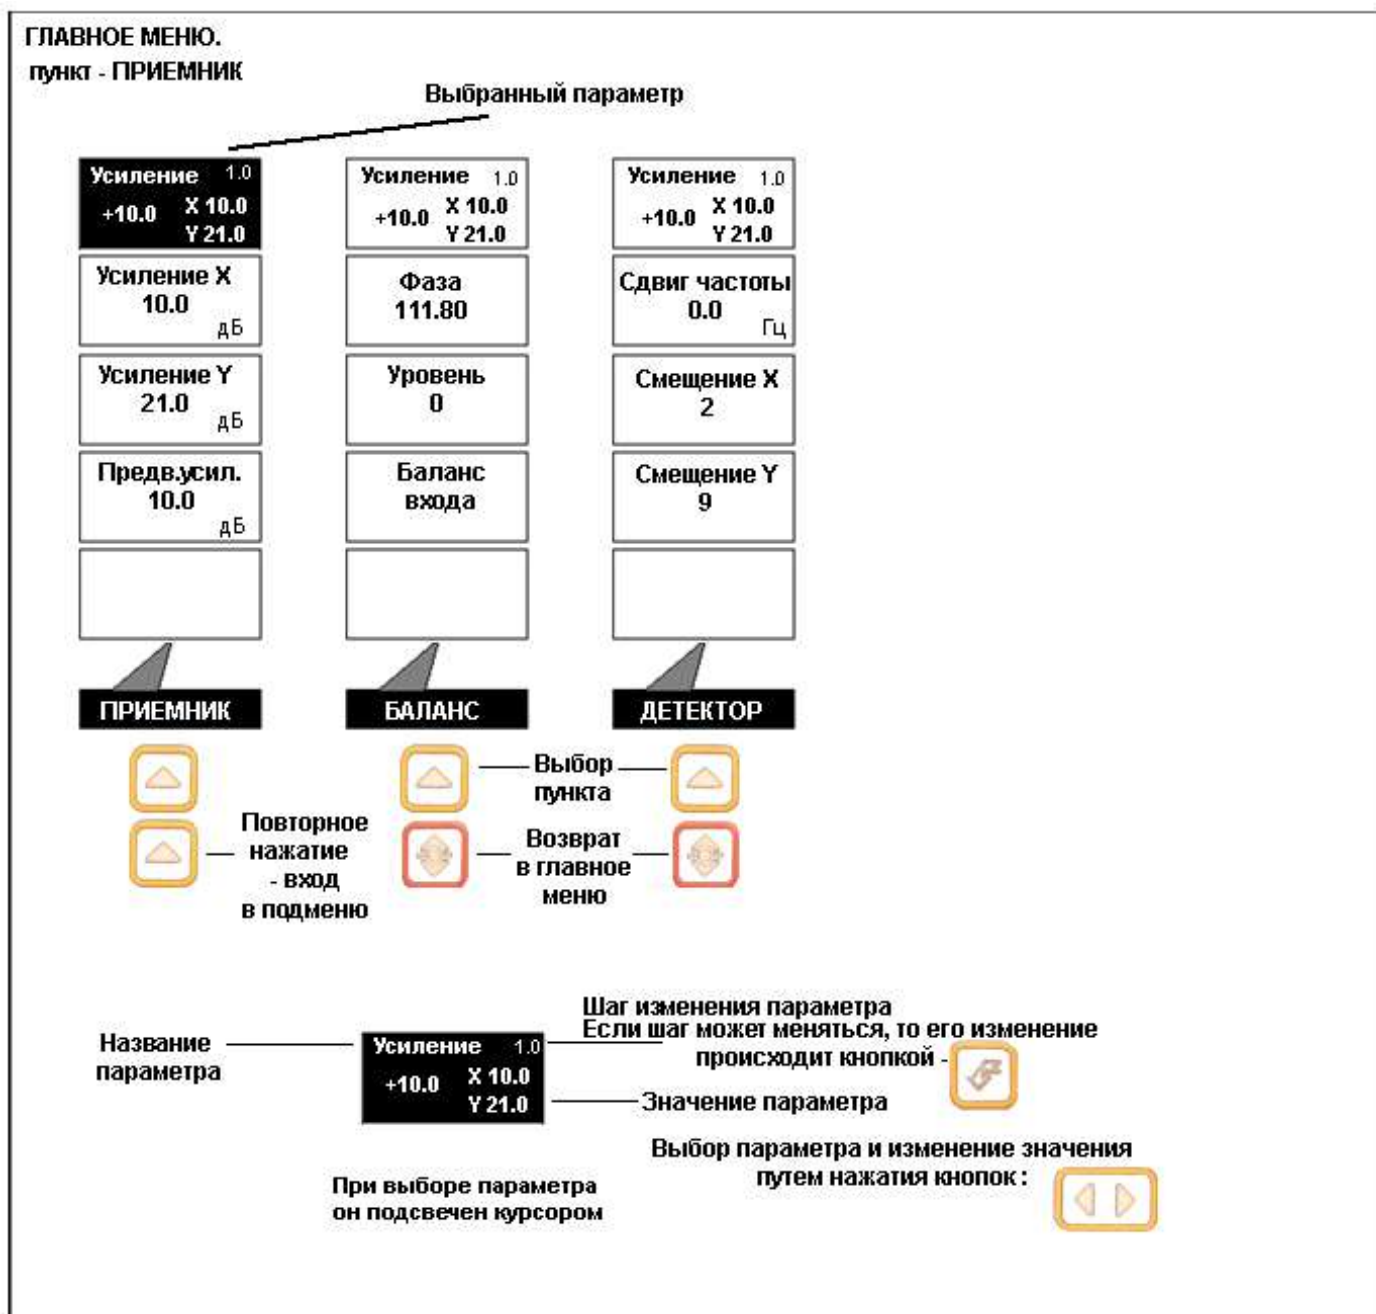 ГЛАВНОЕ МЕНЮ.
пункт - ПРИЕМНИК
Выбранный параметр
Усиление 1.0
+10.0 X 10.0
Y 21.0
Усиление X
10.0
дБ
Усиление Y
21.0
дБ
Предв.усил.
10.0
дБ
ПРИЕМНИК
Усиление 1.0
+10.0 X 10.0
Y 21.0
Фаза
111.80
Уровень
0
Баланс
входа
БАЛАНС
Усиление 1.0
+10.0 X 10.0
Y 21.0
Сдвиг частоты
0.0
Гц
Смещение X
2
Смещение Y
9
ДЕТЕКТОР
Выбор
пункта
Повторное
нажатие
- вход
в подменю
Возврат
в главное
меню
Название
параметра
Усиление 1.0
+10.0 X 10.0
Y 21.0
Шаг изменения параметра
Если шаг может меняться, то его изменение
происходит кнопкой -
Значение параметра
Выбор параметра и изменение значения
путем нажатия кнопок :
При выборе параметра
он подсвечен курсором